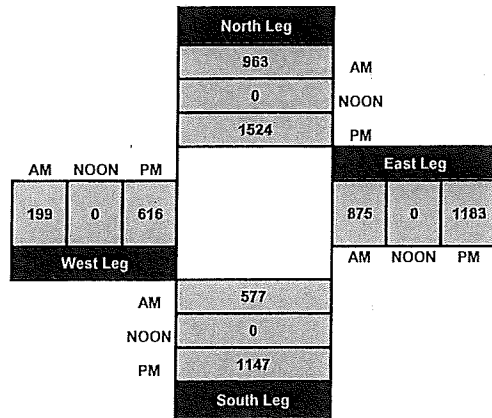 North Leg
963 AM
0 NOON
1524 PM
AM NOON PM
East Leg
199 0 616
875 0 1183
West Leg
AM NOON PM
AM 577
NOON 0
PM 1147
South Leg